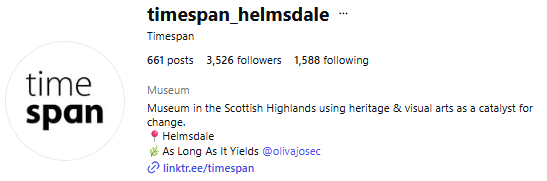 timespan_helmsdale ...
Timespan
661 posts 3,526 followers 1,588 following
time
span
Museum
Museum in the Scottish Highlands using heritage & visual arts as a catalyst for
change.
📍Helmsdale
🌾As Long As It Yields @olivajosec
linktr.ee/timespan